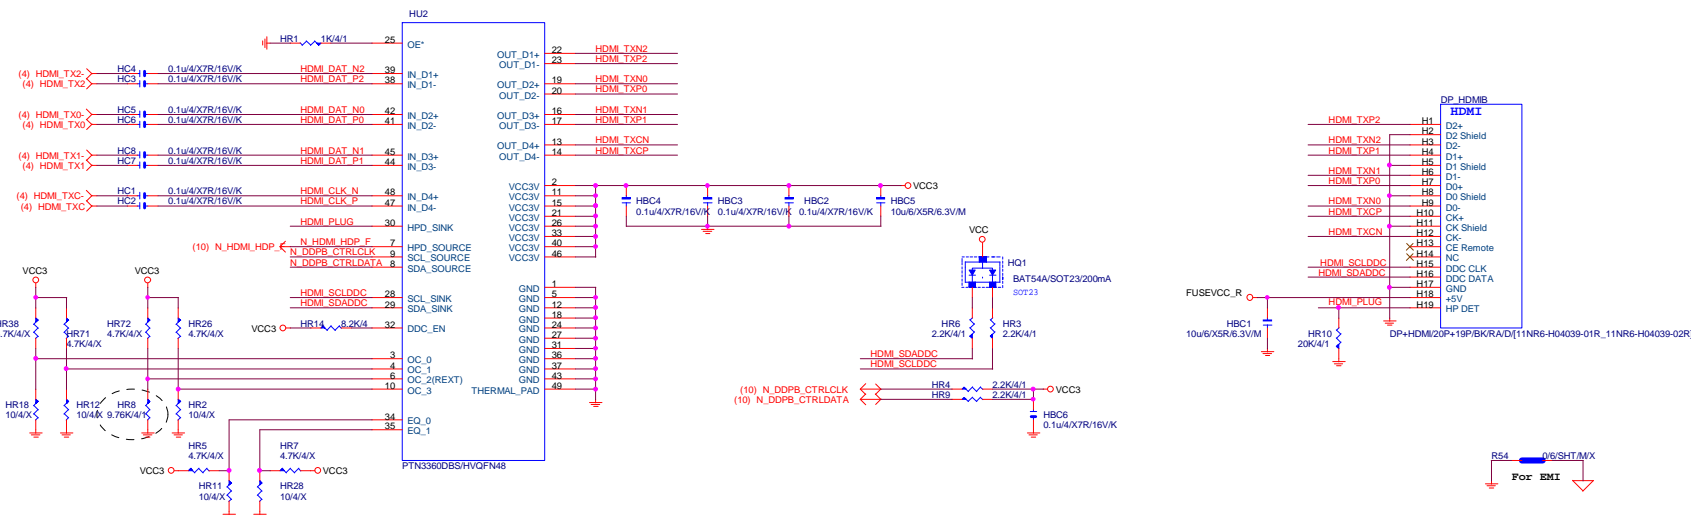 HU2
HR1 1K/4/1 25 OE*
(4) HDMI_TX2- HC4 0.1u/4/X7R/16V/K HDMI_DAT_N2 39 IN_D1+
(4) HDMI_TX2 HC3 0.1u/4/X7R/16V/K HDMI_DAT_P2 38 IN_D1-
(4) HDMI_TX0- HC5 0.1u/4/X7R/16V/K HDMI_DAT_N0 42 IN_D2+
(4) HDMI_TX0 HC6 0.1u/4/X7R/16V/K HDMI_DAT_P0 41 IN_D2-
(4) HDMI_TX1- HC8 0.1u/4/X7R/16V/K HDMI_DAT_N1 45 IN_D3+
(4) HDMI_TX1 HC7 0.1u/4/X7R/16V/K HDMI_DAT_P1 44 IN_D3-
(4) HDMI_TXC- HC1 0.1u/4/X7R/16V/K HDMI_CLK_N 48 IN_D4+
(4) HDMI_TXC HC2 0.1u/4/X7R/16V/K HDMI_CLK_P 47 IN_D4-
HDMI_PLUG 30 HPD_SINK
(10) N_HDMI_HDP_ N_HDMI_HDP_F 7 HPD_SOURCE
N_DDPB_CTRLCLK 9 SCL_SOURCE
N_DDPB_CTRLDATA 8 SDA_SOURCE
HDMI_SCLDDC 28 SCL_SINK
HDMI_SDADDC 29 SDA_SINK
VCC3 HR14 8.2K/4 32 DDC_EN
3 OC_0
4 OC_1
6 OC_2(REXT)
10 OC_3
34 EQ_0
35 EQ_1
VCC3 VCC3
HR38 .7K/4/X
HR71 4.7K/4/X
HR72 4.7K/4/X
HR26 4.7K/4/X
HR18 10/4/X
HR12 10/4/X
HR8 9.76K/4/1
HR2 10/4/X
HR5 4.7K/4/X
HR7 4.7K/4/X
VCC3 VCC3
HR11 10/4/X
HR28 10/4/X
PTN3360DBS/HVQFN48
OUT_D1+ 22 HDMI_TXN2
OUT_D1- 23 HDMI_TXP2
OUT_D2+ 19 HDMI_TXN0
OUT_D2- 20 HDMI_TXP0
OUT_D3+ 16 HDMI_TXN1
OUT_D3- 17 HDMI_TXP1
OUT_D4+ 13 HDMI_TXCN
OUT_D4- 14 HDMI_TXCP
VCC3V 2
VCC3V 11
VCC3V 15
VCC3V 21
VCC3V 26
VCC3V 33
VCC3V 40
VCC3V 46
GND 1
GND 5
GND 12
GND 18
GND 24
GND 27
GND 31
GND 36
GND 37
GND 43
THERMAL_PAD 49
VCC3
HBC4 0.1u/4/X7R/16V/K
HBC3 0.1u/4/X7R/16V/K
HBC2 0.1u/4/X7R/16V/K
HBC5 10u/6/X5R/6.3V/M
VCC
HQ1
BAT54A/SOT23/200mA
SOT23
HR6 2.2K/4/1
HR3 2.2K/4/1
HDMI_SDADDC
HDMI_SCLDDC
(10) N_DDPB_CTRLCLK HR4 2.2K/4/1 VCC3
(10) N_DDPB_CTRLDATA HR9 2.2K/4/1
HBC6
0.1u/4/X7R/16V/K
DP_HDMIB
HDMI
HDMI_TXP2 H1 D2+
H2 D2 Shield
HDMI_TXN2 H3 D2-
HDMI_TXP1 H4 D1+
H5 D1 Shield
HDMI_TXN1 H6 D1-
HDMI_TXP0 H7 D0+
H8 D0 Shield
HDMI_TXN0 H9 D0-
HDMI_TXCP H10 CK+
H11 CK Shield
HDMI_TXCN H12 CK-
H13 CE Remote
H14 NC
HDMI_SCLDDC H15 DDC CLK
HDMI_SDADDC H16 DDC DATA
H17 GND
FUSEVCC_R H18 +5V
HDMI_PLUG H19 HP DET
HBC1
10u/6/X5R/6.3V/M
HR10
20K/4/1
DP+HDMI/20P+19P/BK/RA/D/[11NR6-H04039-01R_11NR6-H04039-02R]
R54 0/6/SHT/M/X
For EMI